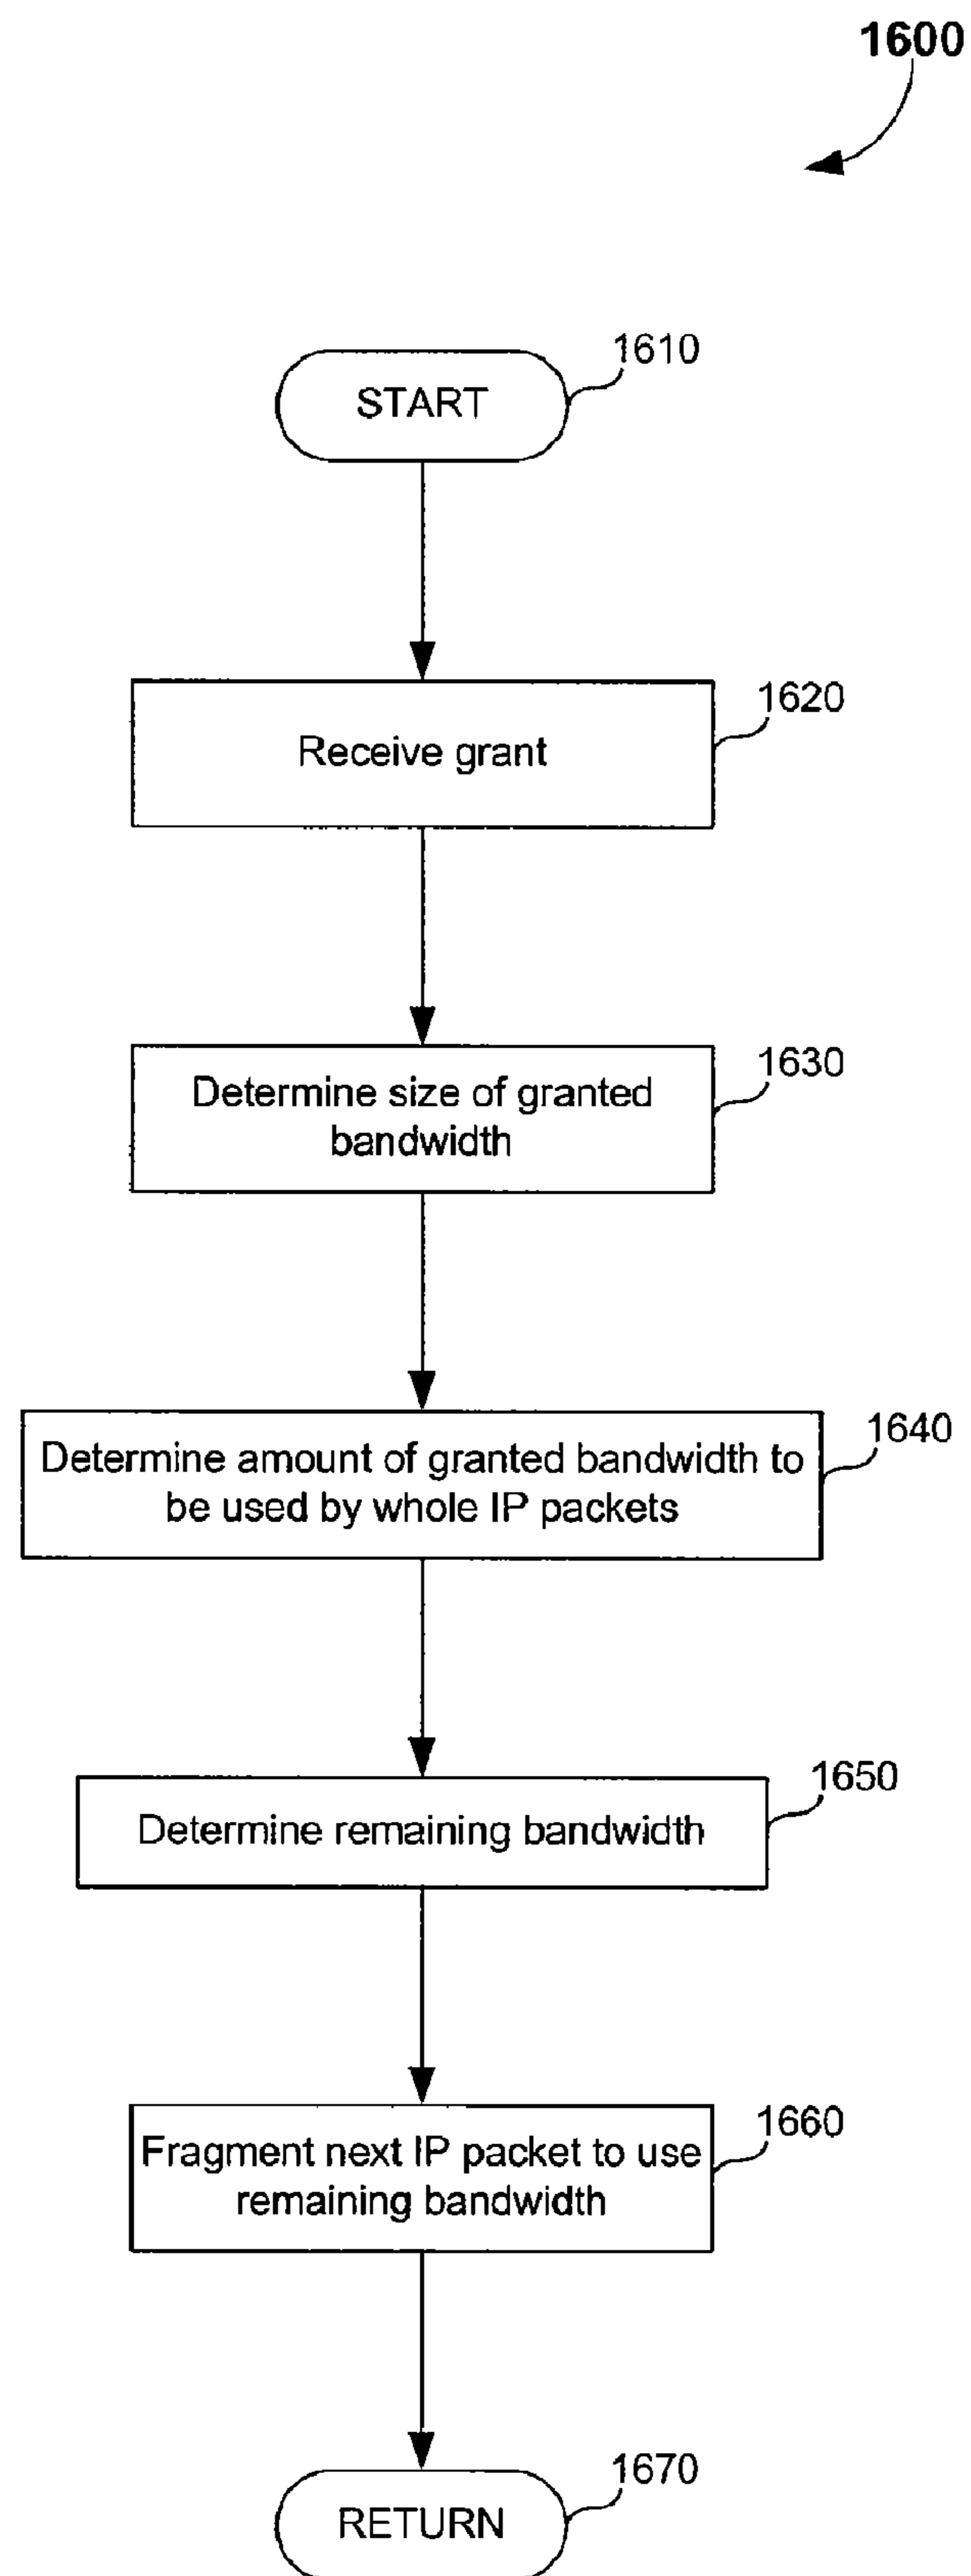 1600
1610
START
1620
Receive grant
1630
Determine size of granted
bandwidth
1640
Determine amount of granted bandwidth to
be used by whole IP packets
1650
Determine remaining bandwidth
1660
Fragment next IP packet to use
remaining bandwidth
1670
RETURN